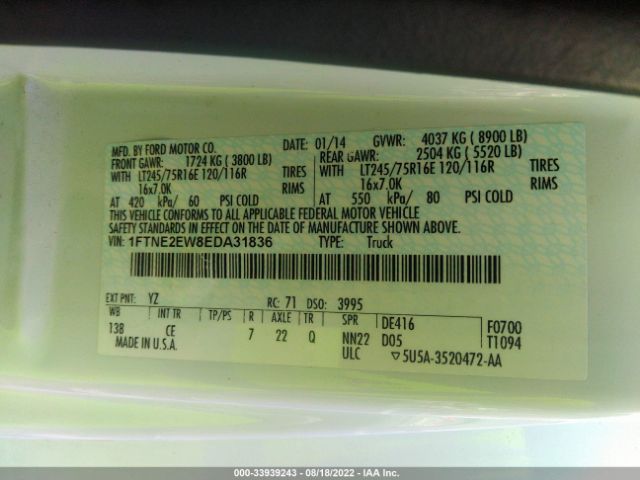 MFD. BY FORD MOTOR CO. DATE: 01/14 GVWR: 4037 KG ( 8900 LB)
FRONT GAWR: 1724 KG ( 3800 LB) REAR GAWR: 2504 KG ( 5520 LB)
WITH LT245/75R16E 120/116R TIRES WITH LT245/75R16E 120/116R TIRES
16x7.0K RIMS 16x7.0K RIMS
AT 420 kPa/ 60 PSI COLD AT 550 kPa/ 80 PSI COLD
THIS VEHICLE CONFORMS TO ALL APPLICABLE FEDERAL MOTOR VEHICLE
SAFETY STANDARDS IN EFFECT ON THE DATE OF MANUFACTURE SHOWN ABOVE.
VIN: 1FTNE2EW8EDA31836 TYPE: Truck
EXT PNT: YZ RC: 71 DSO: 3995
WB INT TR TP/PS R AXLE TR SPR DE416 F0700
138 CE 7 22 Q NN22 D05 T1094
MADE IN U.S.A. ULC ▽5U5A-3520472-AA
000-33939243 - 08/18/2022 - IAA Inc.